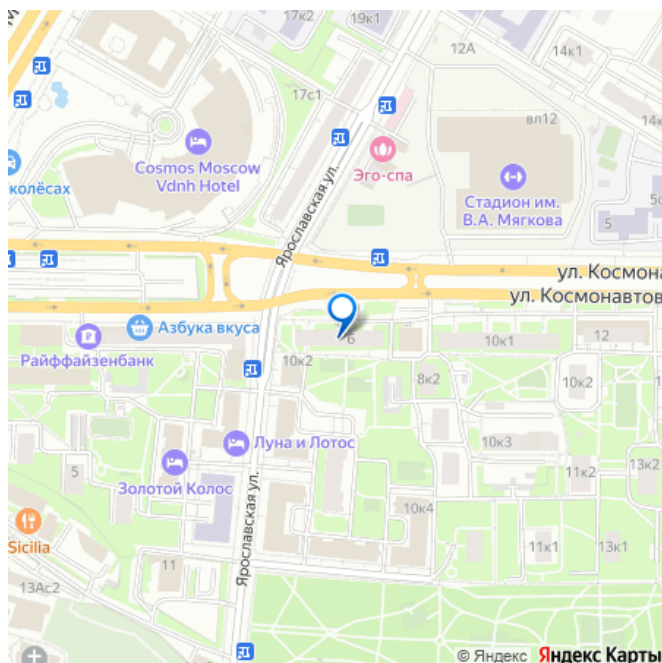 17к2
19к1
12А
14к1
17с1
вл12
14к
Cosmos Moscow
Vdnh Hotel
Эго-спа
колёсах
Стадион им.
В.А. Мягкова
5
Ярославская ул.
ул. Космона
ул. Космонавтов
Азбука вкуса
Райффайзенбанк
10к2
6
10к1
12
8к2
10к2
Луна и Лотос
10к3
Золотой Колос
5
11к2
13к2
Sicilia
Ярославская ул.
10к4
11
11к1
13к1
13Ас2
© Яндекс Яндекс Карты